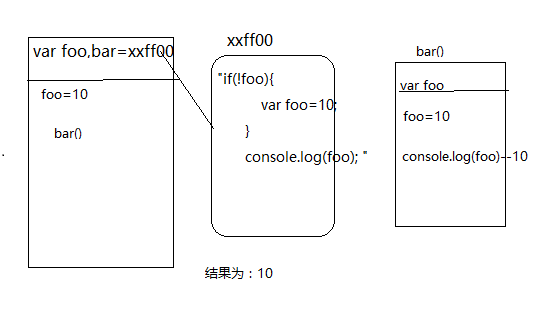 var foo,bar=xxff00
foo=10
bar()
xxff00
"if(!foo){
var foo=10;
}
console.log(foo); "
bar()
var foo
foo=10
console.log(foo)--10
结果为：10